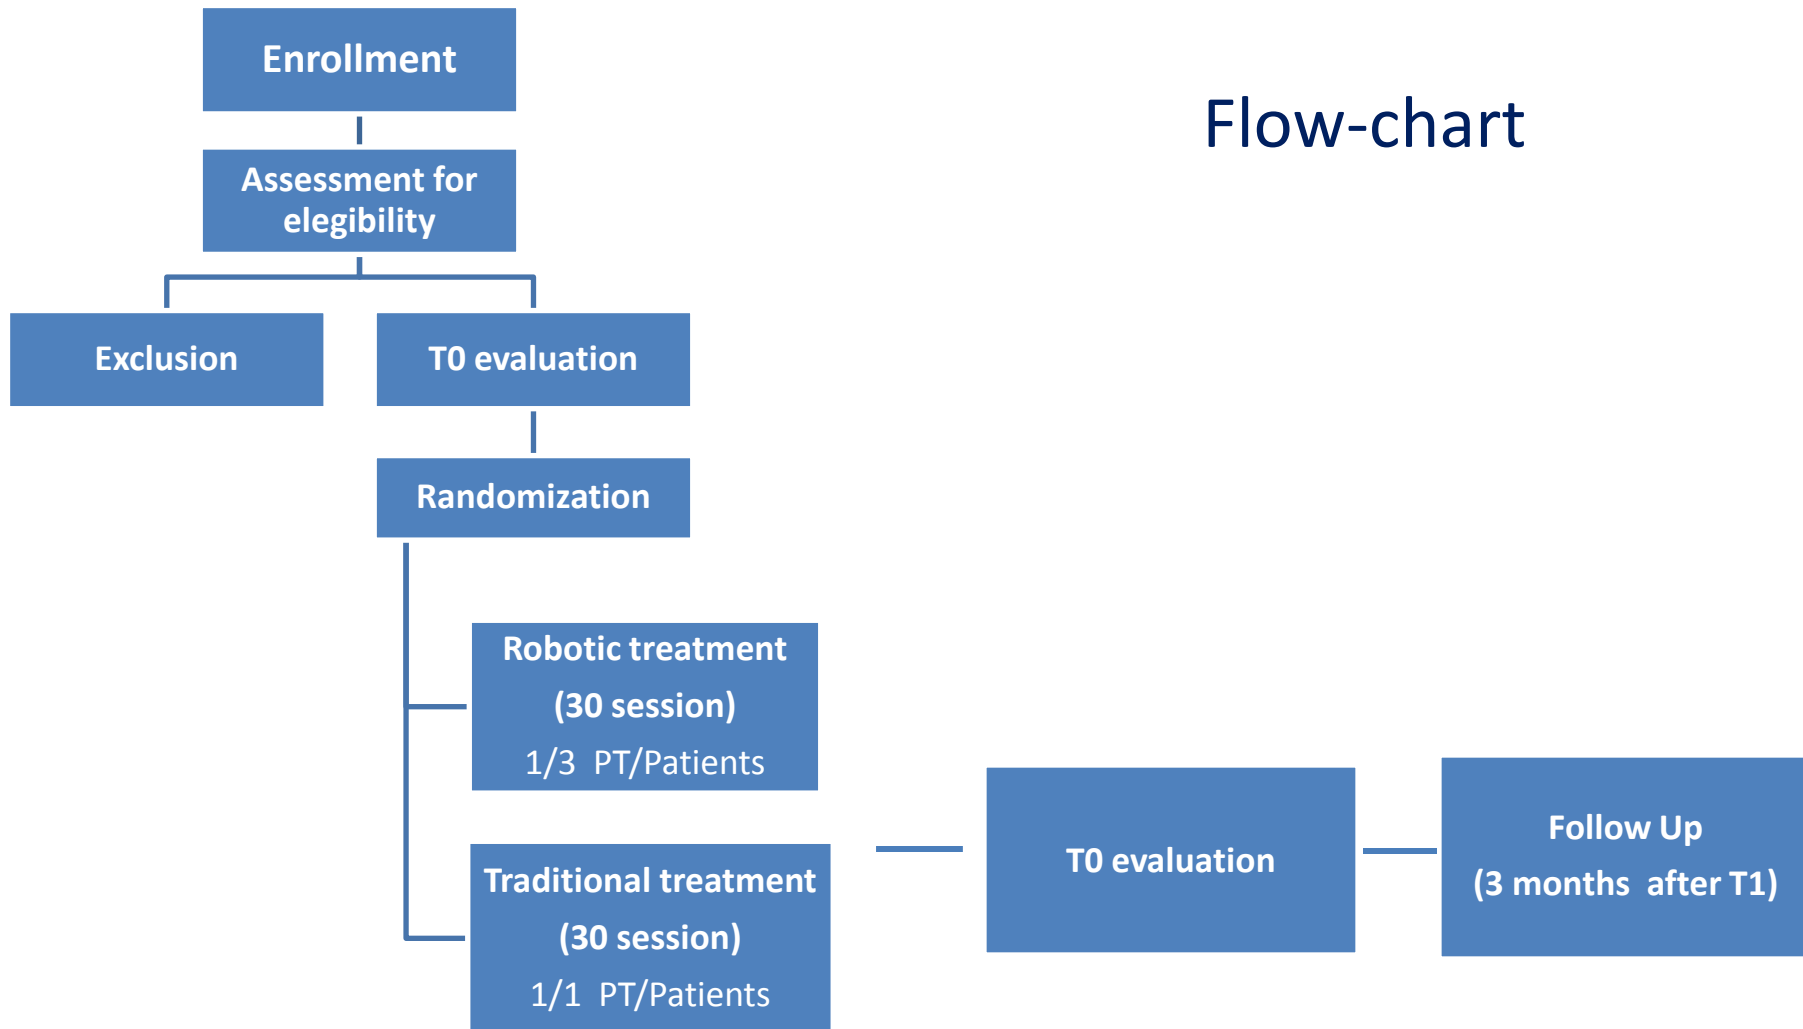 Enrollment
Flow-chart
Assessment for
elegibility
Exclusion
T0 evaluation
Randomization
Robotic treatment
(30 session)
1/3 PT/Patients
Traditional treatment
(30 session)
1/1 PT/Patients
T0 evaluation
Follow Up
(3 months after T1)